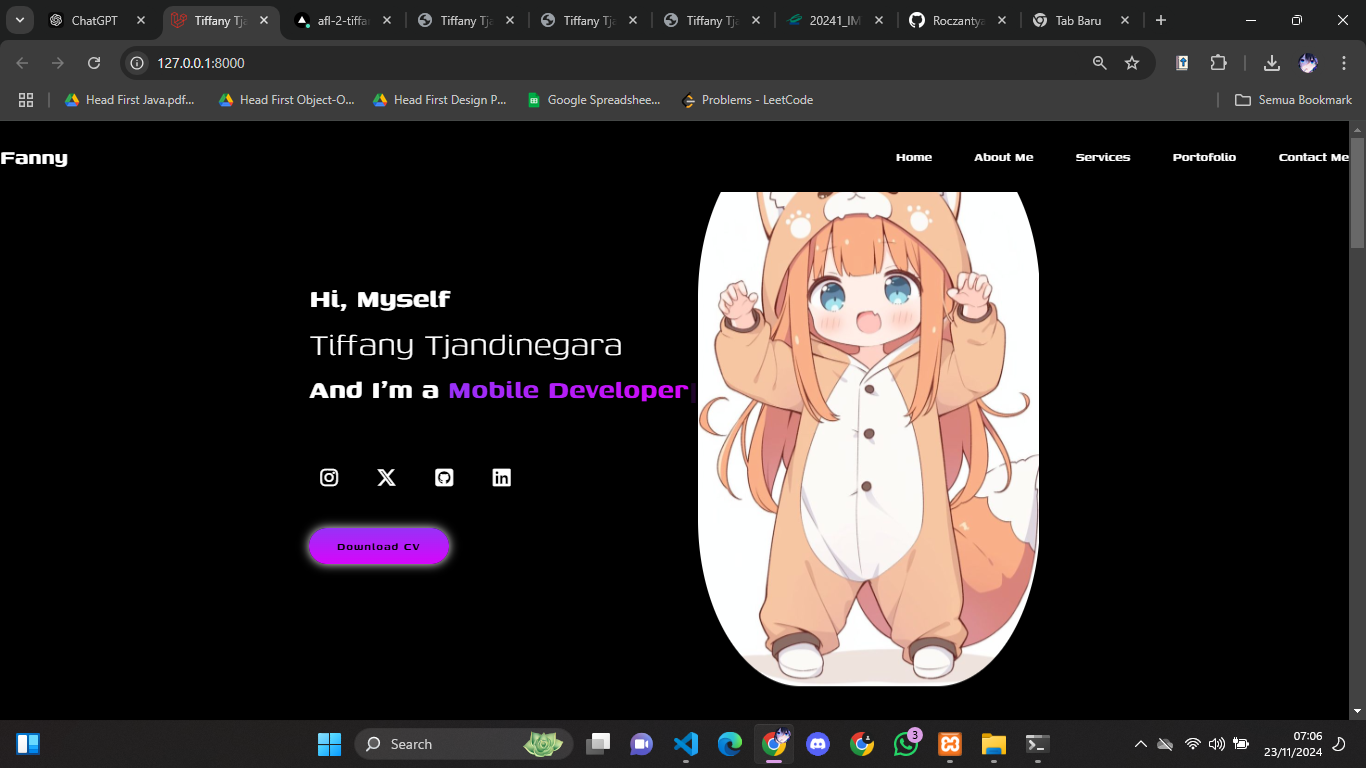 ChatGPT
Tiffany Tja
afl-2-tiffa
Tiffany Tja
Tiffany Tja
Tiffany Tja
20241_IM
Roczantya
Tab Baru
127.0.0.1:8000
Head First Java.pdf...
Head First Object-O...
Head First Design P...
Google Spreadshee...
Problems - LeetCode
Semua Bookmark
Fanny
Home
About Me
Services
Portofolio
Contact Me
Hi, Myself
Tiffany Tjandinegara
And I'm a Mobile Developer
Download CV
Search
3
07:06
23/11/2024